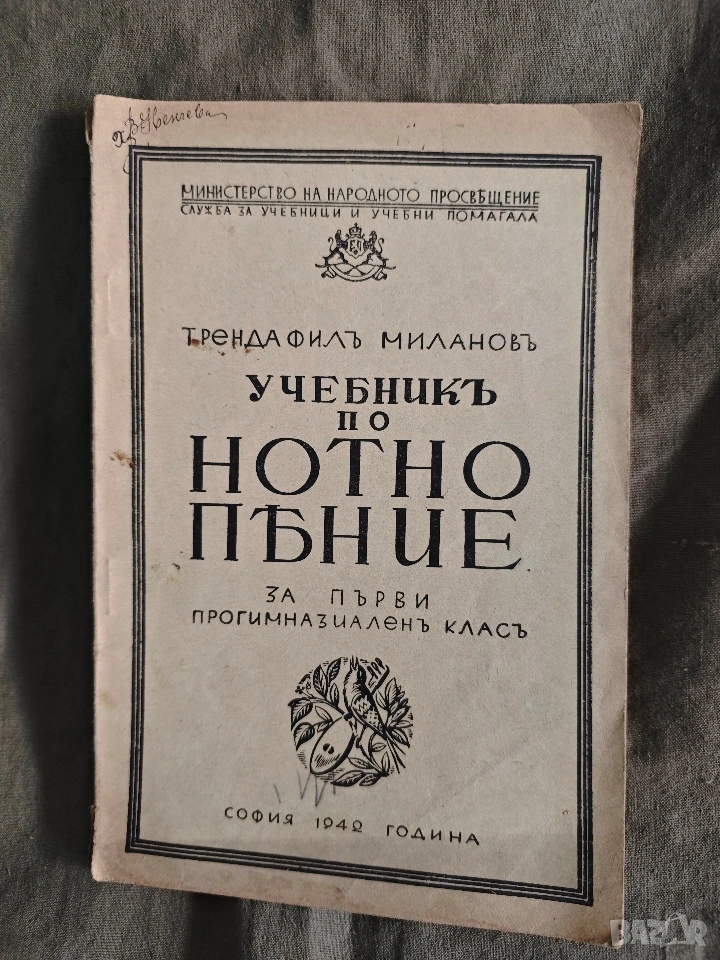 МИНИСТЕРСТВО НА НАРОДНОТО ПРОСВѢЩЕНИЕ
СЛУЖБА ЗА УЧЕБНИЦИ И УЧЕБНИ ПОМАГАЛА
ТРЕНДАФИЛЪ МИЛАНОВЪ
УЧЕБНИКЪ
ПО
НОТНО
ПѢНИЕ
ЗА ПЪРВИ
ПРОГИМНАЗИАЛЕНЪ КЛАСЪ
СОФИЯ 1942 ГОДИНА
BAZAR